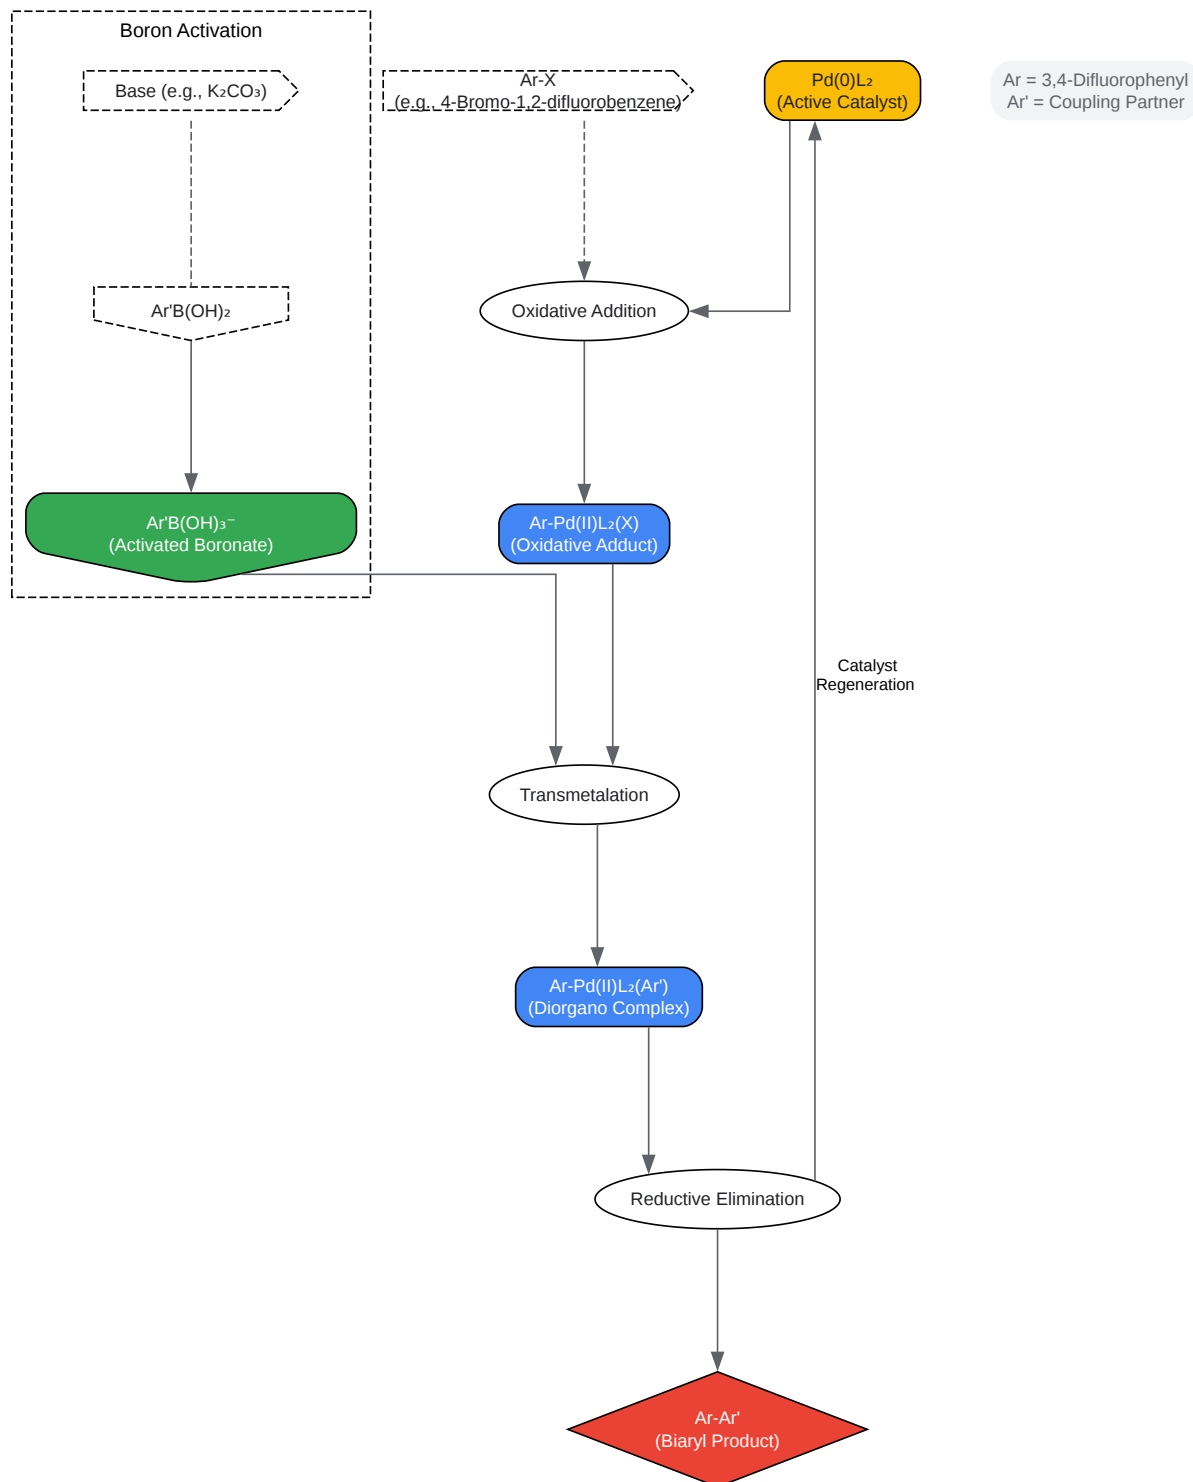 Boron Activation
Base (e.g., K₂CO₃)
Ar-X
(e.g., 4-Bromo-1,2-difluorobenzene)
Pd(0)L₂
(Active Catalyst)
Ar = 3,4-Difluorophenyl
Ar' = Coupling Partner
Ar'B(OH)₂
Oxidative Addition
Ar'B(OH)₃⁻
(Activated Boronate)
Ar-Pd(II)L₂(X)
(Oxidative Adduct)
Catalyst
Regeneration
Transmetalation
Ar-Pd(II)L₂(Ar')
(Diorgano Complex)
Reductive Elimination
Ar-Ar'
(Biaryl Product)